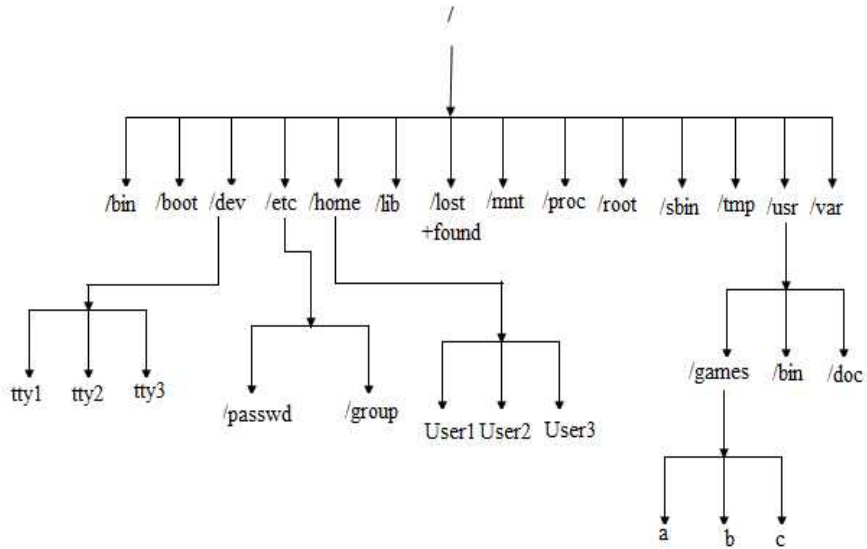 /
/bin /boot /dev /etc /home /lib /lost /mnt /proc /root /sbin /tmp /usr /var
+found
tty1 tty2 tty3 /passwd /group User1 User2 User3 /games /bin /doc
a b c